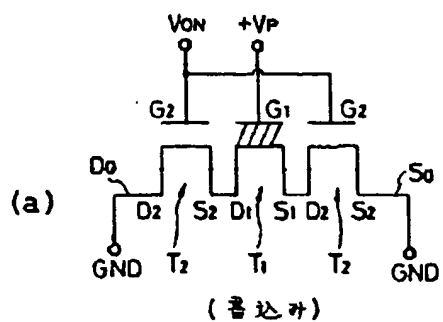 VON +VP
G2 G1 G2
D0 S0
(a) D2 S2 D1 S1 D2 S2
GND T2 T1 T2 GND
(書込み)